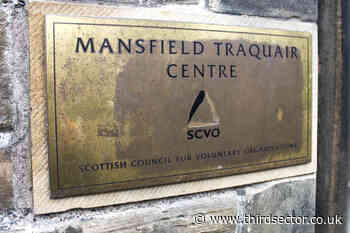 MANSFIELD TRAQUAIR
CENTRE
SCVO
SCOTTISH COUNCIL FOR VOLUNTARY ORGANISATIONS
www.thirdsector.co.uk